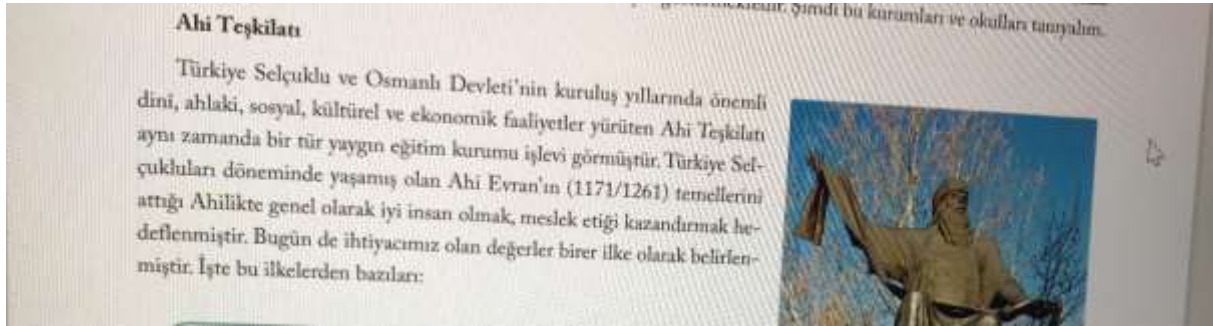 Şimdi bu kurumları ve okulları tanıyalım.
Ahi Teşkilatı
Türkiye Selçuklu ve Osmanlı Devleti'nin kuruluş yıllarında önemli
dinî, ahlaki, sosyal, kültürel ve ekonomik faaliyetler yürüten Ahi Teşkilatı
aynı zamanda bir tür yaygın eğitim kurumu işlevi görmüştür. Türkiye Sel-
çukluları döneminde yaşamış olan Ahi Evran'ın (1171/1261) temellerini
attığı Ahilikte genel olarak iyi insan olmak, meslek etiği kazandırmak he-
deflenmiştir. Bugün de ihtiyacımız olan değerler birer ilke olarak belirlen-
miştir. İşte bu ilkelerden bazıları: